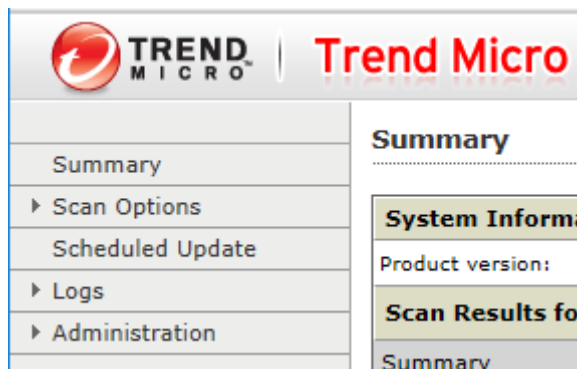 TREND MICRO™
Trend Micro
Summary
Scan Options
Scheduled Update
Logs
Administration
Summary
System Informa
Product version:
Scan Results fo
Summary